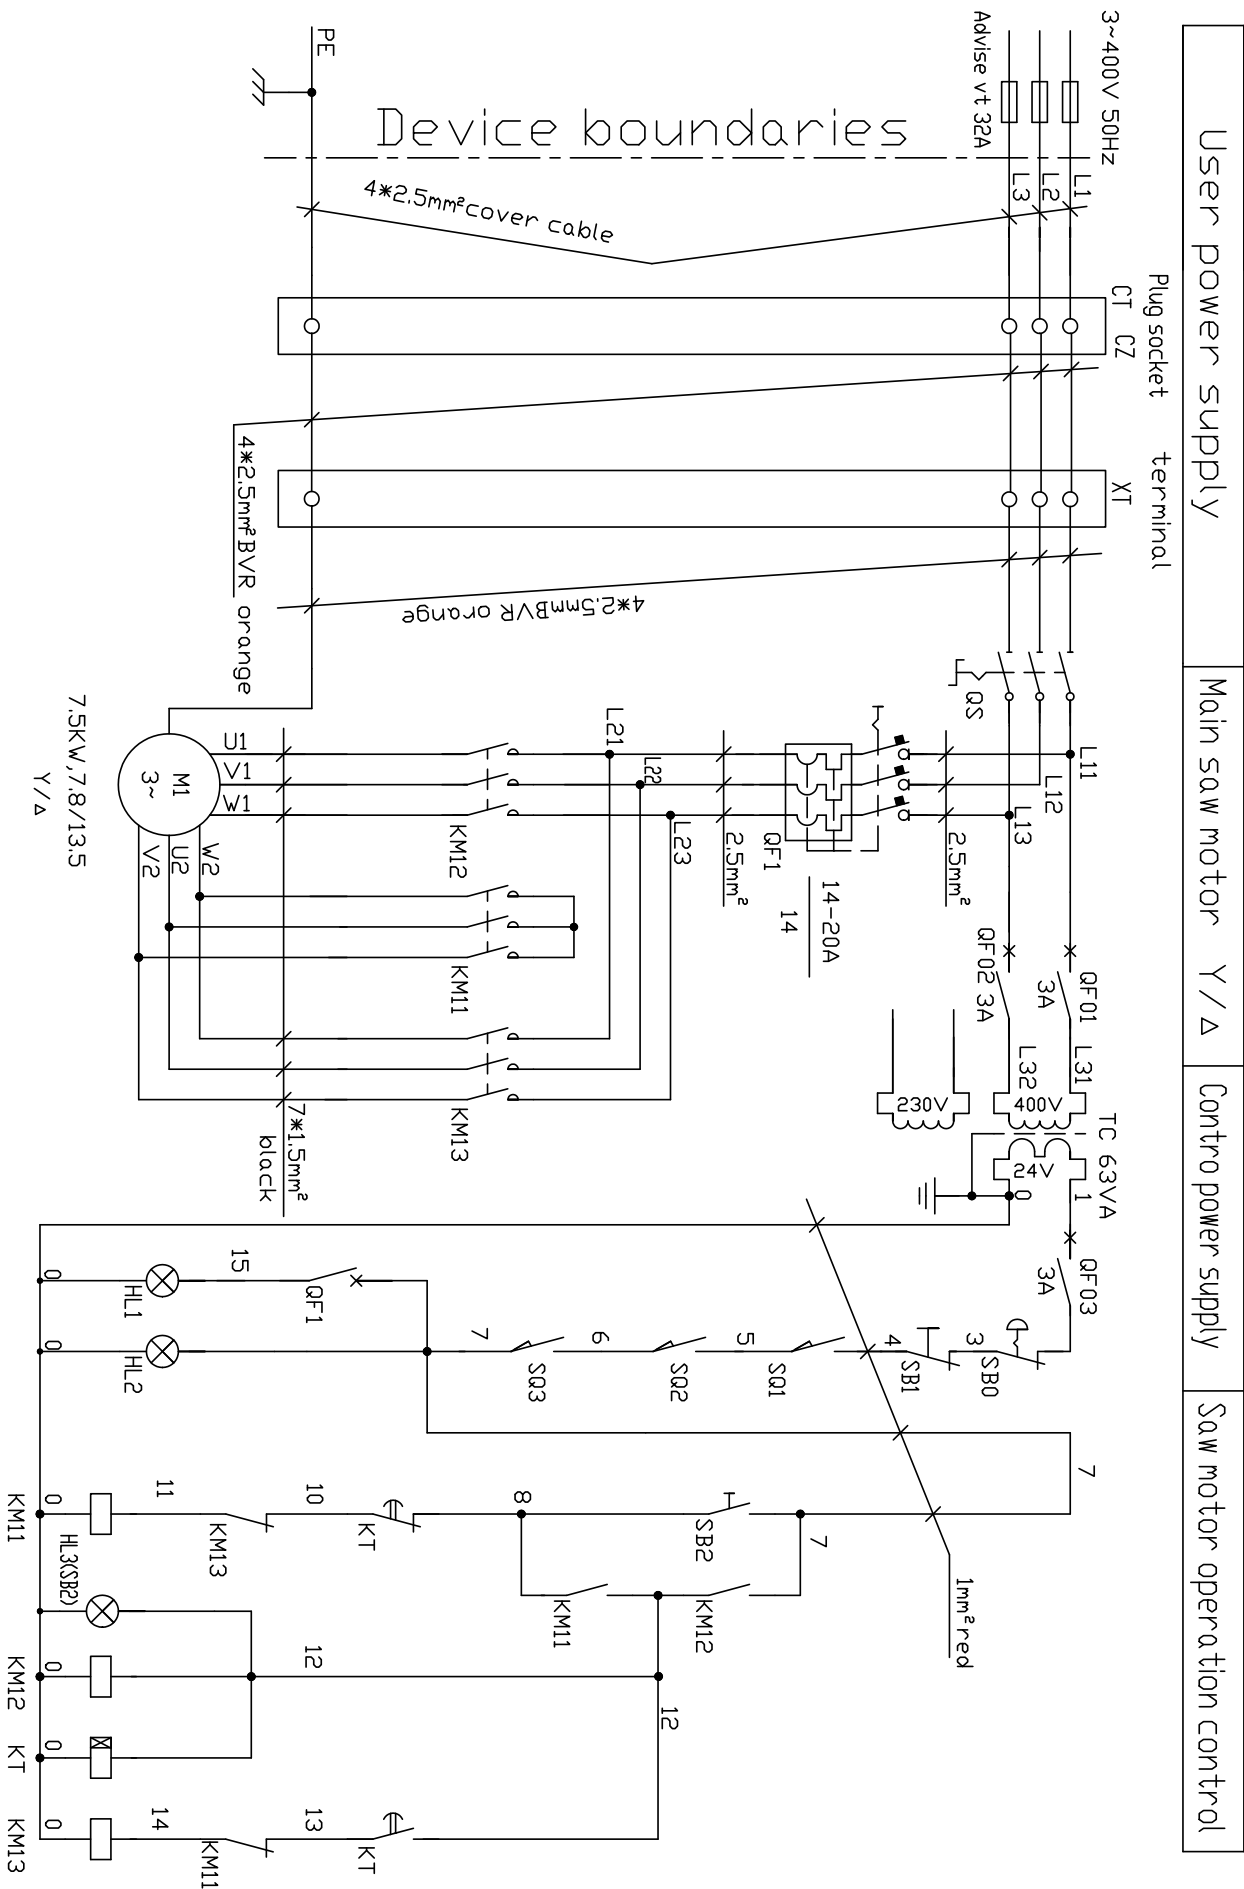 User power supply
Main saw motor Y/△
Contro power supply
Saw motor operation control
3~400V 50Hz
Advise vt 32A
Device boundaries
PE
L1
L2
L3
4*2.5mm²cover cable
Plug socket
CT CZ
terminal
XT
4*2.5mm²BVR orange
4*2.5mmBVR orange
QS
L11
L12
L13
2.5mm²
QF1
14-20A
14
2.5mm²
L21
L22
L23
U1
V1
W1
M1
3~
W2
U2
V2
7.5KW,7.8/13.5
Y/△
KM12
KM11
KM13
7*1.5mm²
black
QF01
3A
QF02 3A
L31
L32
230V
400V
TC 63VA
24V
0
1
QF03
3A
3
SB0
4
SB1
5
SQ1
6
SQ2
7
SQ3
15
QF1
HL1
0
HL2
0
7
1mm²red
7
SB2
KM12
8
KM11
KT
10
KM13
11
0
KM11
HL3(SB2)
12
12
0
KM12
0
KT
KT
13
KM11
14
0
KM13